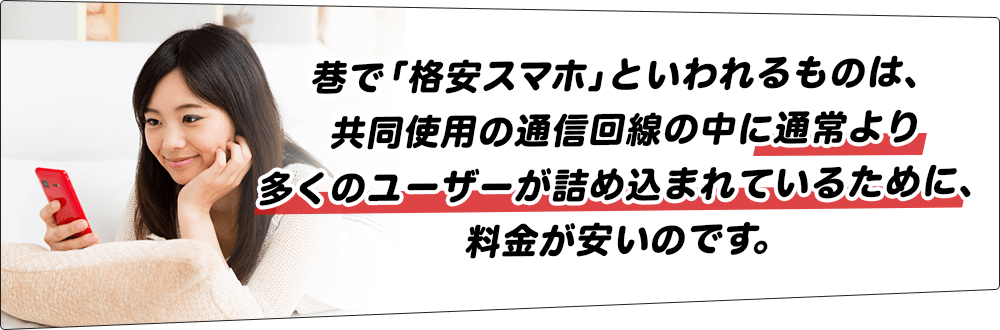 巷で「格安スマホ」といわれるものは、
共同使用の通信回線の中に通常より
多くのユーザーが詰め込まれているために、
料金が安いのです。